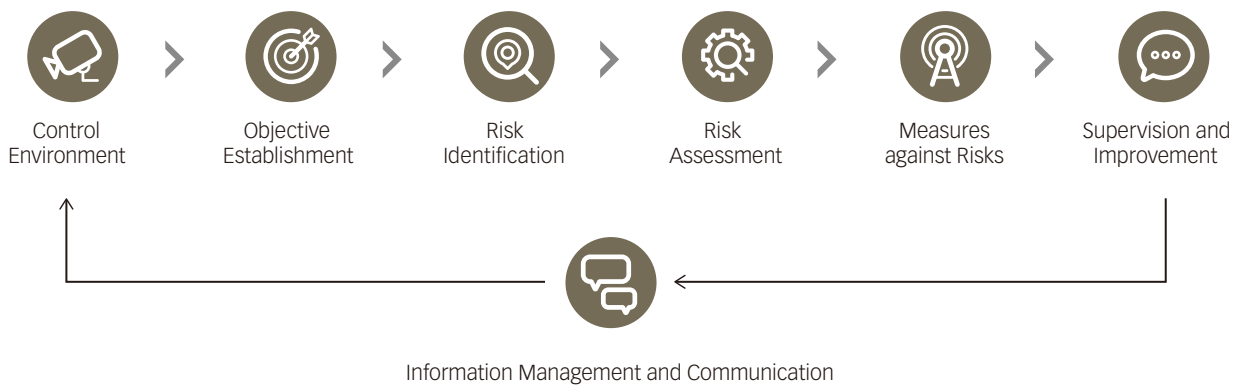 Control
Environment
Objective
Establishment
Risk
Identification
Risk
Assessment
Measures
against Risks
Supervision and
Improvement
Information Management and Communication